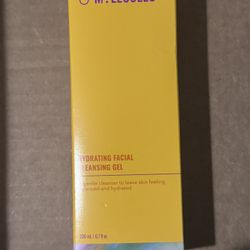 HYDRATING FACIAL
CLEANSING GEL
gentle cleanser to leave skin feeling
and hydrated
200 mL / 6.7 fl oz